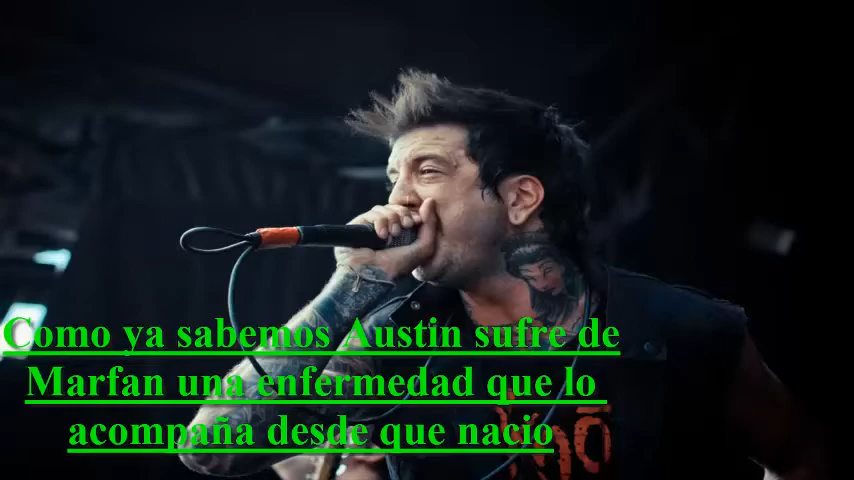 Como ya sabemos Austin sufre de
Marfan una enfermedad que lo
acompaña desde que nacio